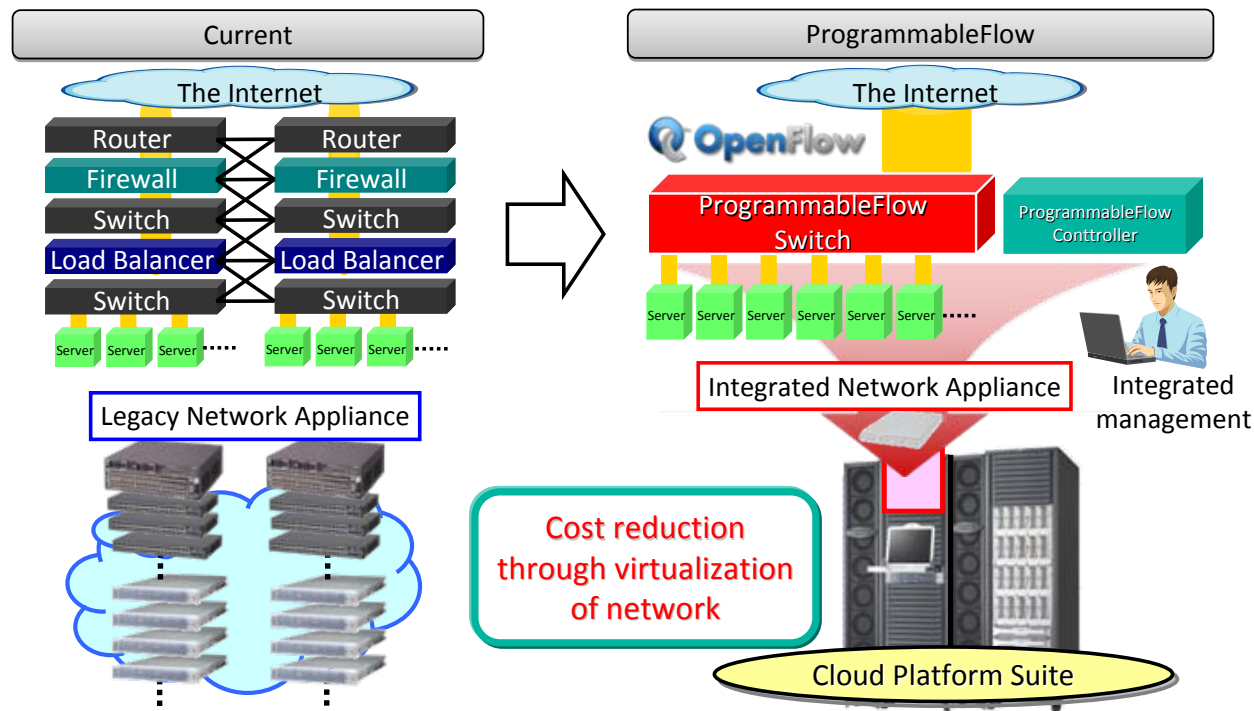 Current
The Internet
Router
Router
Firewall
Firewall
Switch
Switch
Load Balancer
Load Balancer
Switch
Switch
Server
Server
Server
Server
Server
Server
Legacy Network Appliance
ProgrammableFlow
The Internet
OpenFlow
ProgrammableFlow
Switch
ProgrammableFlow
Conttroller
Server
Server
Server
Server
Server
Server
Integrated Network Appliance
Integrated
management
Cost reduction
through virtualization
of network
Cloud Platform Suite